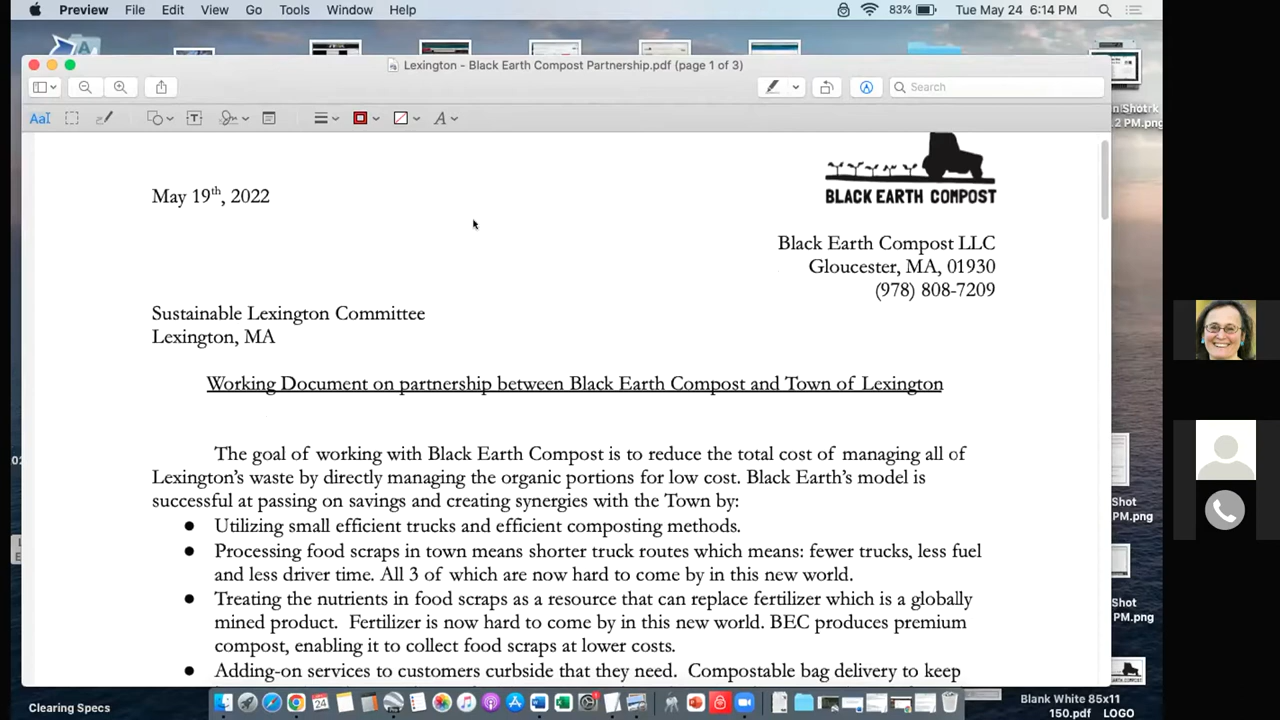 Preview File Edit View Go Tools Window Help 83% Tue May 24 6:14 PM
Lexington - Black Earth Compost Partnership.pdf (page 1 of 3)
Search
May 19th, 2022
BLACK EARTH COMPOST
Black Earth Compost LLC
Gloucester, MA, 01930
(978) 808-7209
Sustainable Lexington Committee
Lexington, MA
Working Document on partnership between Black Earth Compost and Town of Lexington
The goal of working with Black Earth Compost is to reduce the total cost of managing all of
Lexington's waste by directly managing the organic portions for low cost. Black Earth's model is
successful at passing on savings and creating synergies with the Town by:
● Utilizing small efficient trucks and efficient composting methods.
● Processing food scraps in town means shorter truck routes which means: fewer trucks, less fuel
and less driver time. All 3 of which are now hard to come by in this new world.
● Treating the nutrients in food scraps as a resource that can replace fertilizer which is a globally
mined product. Fertilizer is now hard to come by in this new world. BEC produces premium
compost, enabling it to collect food scraps at lower costs.
● Adding-on services to customers curbside that they need. Compostable bag delivery to keep
2 PM.png
Shot
PM.png
Shot
PM.png
Clearing Specs
24
Blank White 85x11
150.pdf LOGO